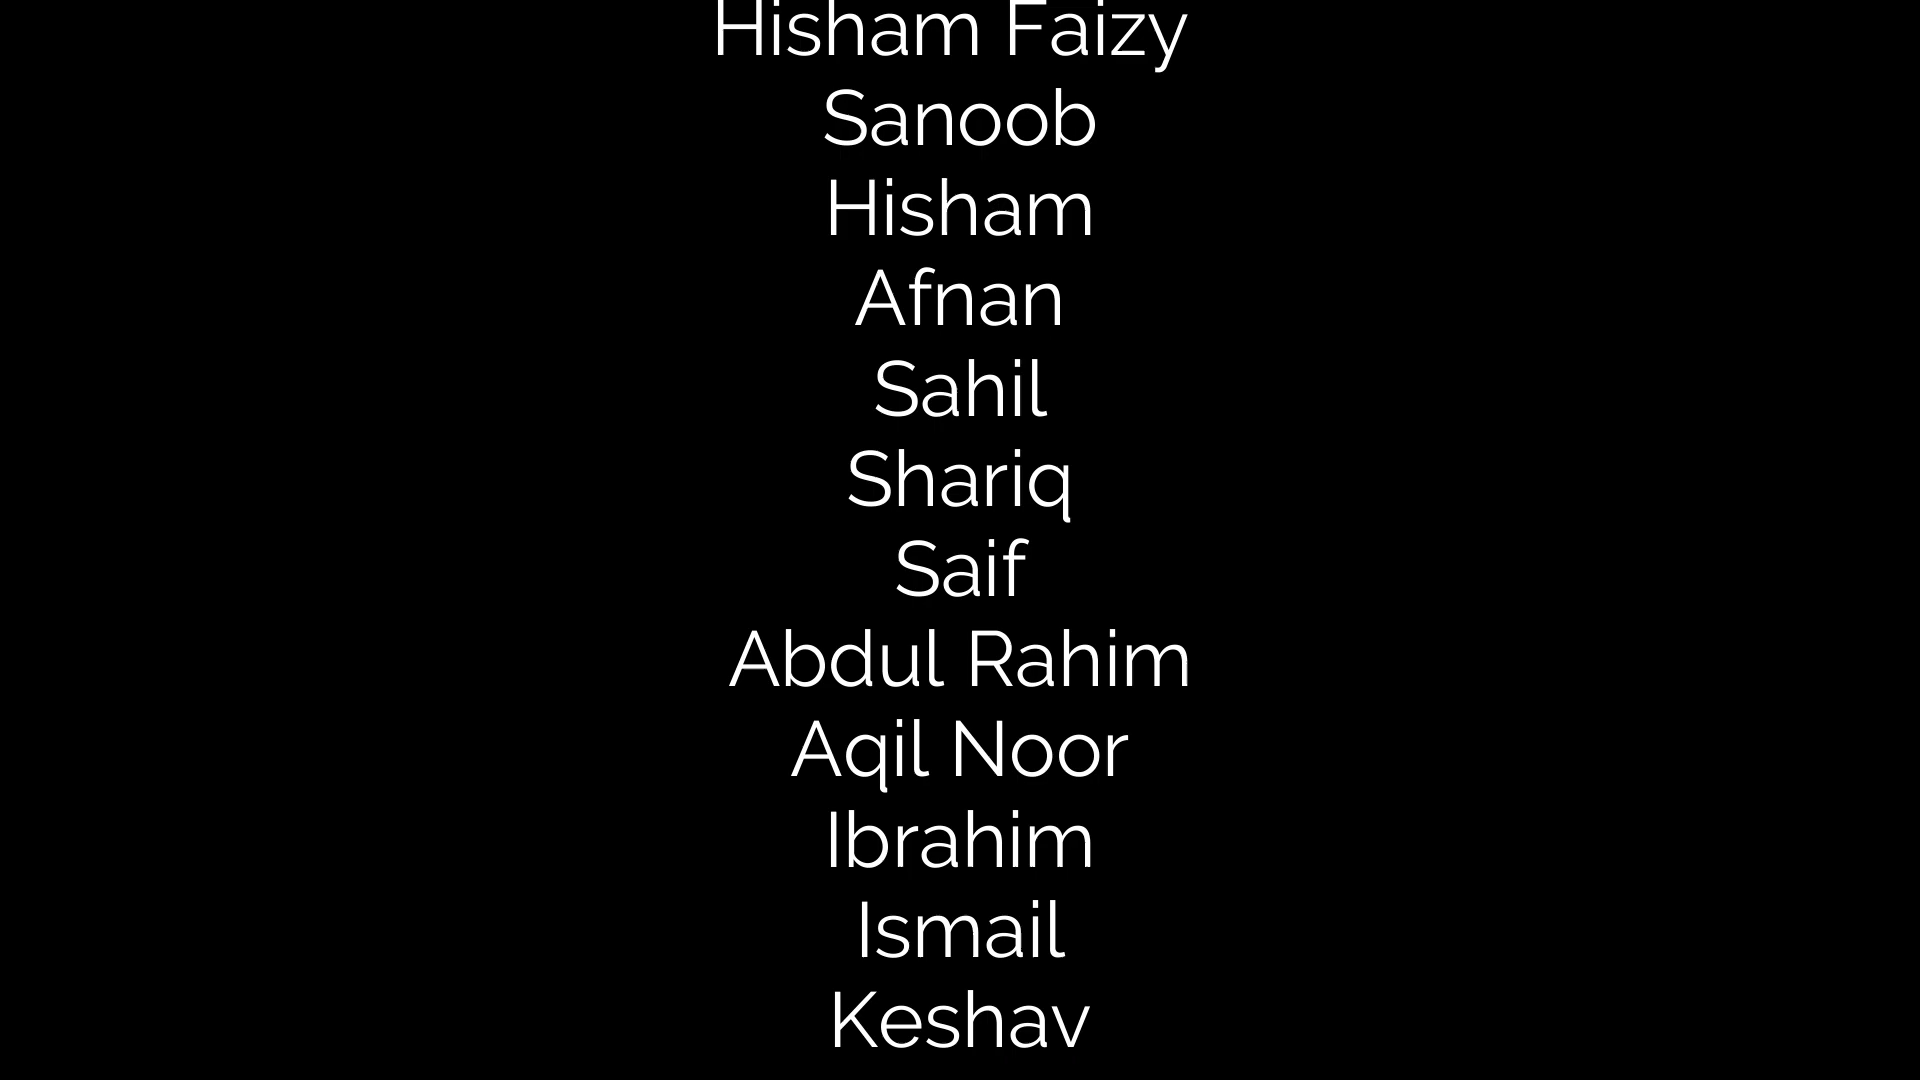 Hisham Faizy
Sanoob
Hisham
Afnan
Sahil
Shariq
Saif
Abdul Rahim
Aqil Noor
Ibrahim
Ismail
Keshav